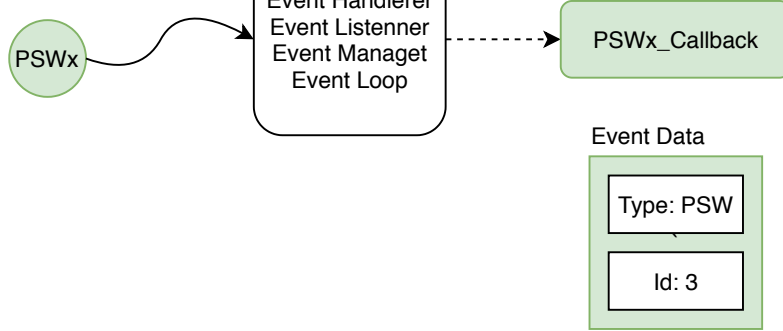 Event Handlerer
PSWx
Event Listenner
Event Managet
Event Loop
PSWx_Callback
Event Data
Type: PSW
Id: 3